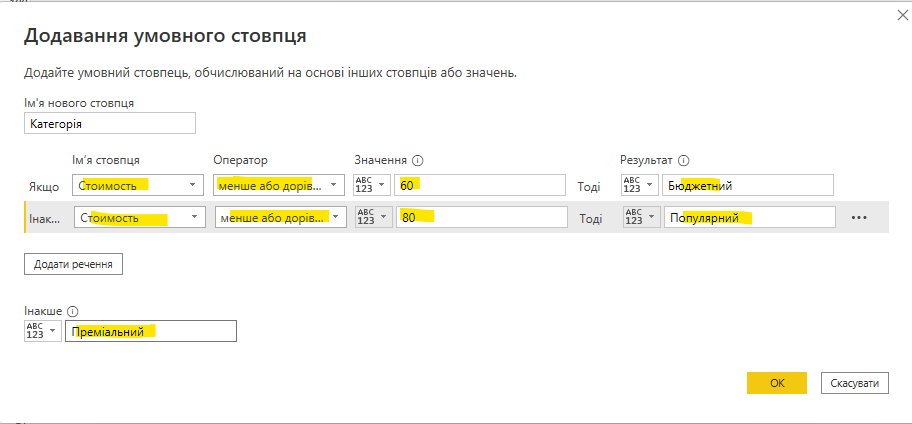 Додавання умовного стовпця
Додайте умовний стовпець, обчислюваний на основі інших стовпців або значень.
Ім'я нового стовпця
Категорія
Ім'я стовпця Оператор Значення Результат
Якщо Стоимость менше або дорів... ABC 123 60 Тоді ABC 123 Бюджетний
Інак... Стоимость менше або дорів... ABC 123 80 Тоді ABC 123 Популярний ...
Додати речення
Інакше
ABC 123 Преміальний
ОК Скасувати